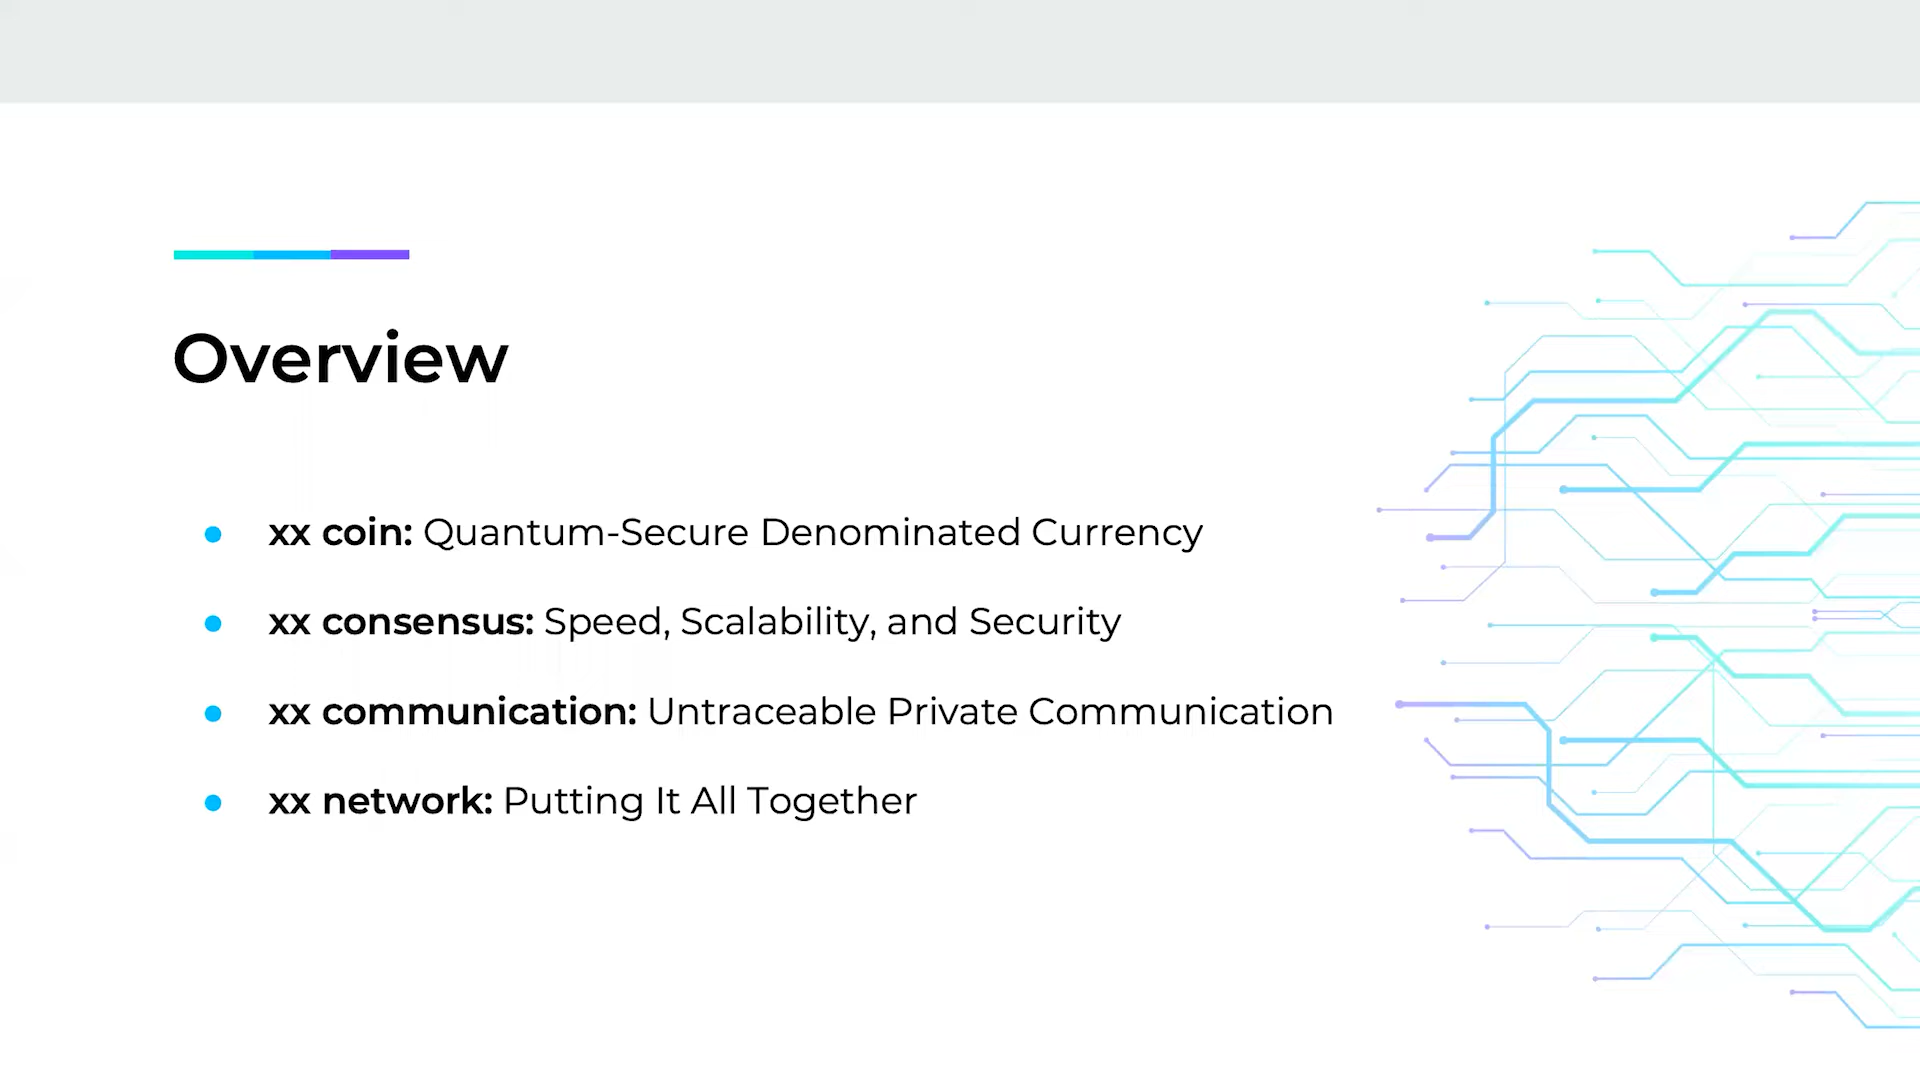 Overview
xx coin: Quantum-Secure Denominated Currency
xx consensus: Speed, Scalability, and Security
xx communication: Untraceable Private Communication
xx network: Putting It All Together